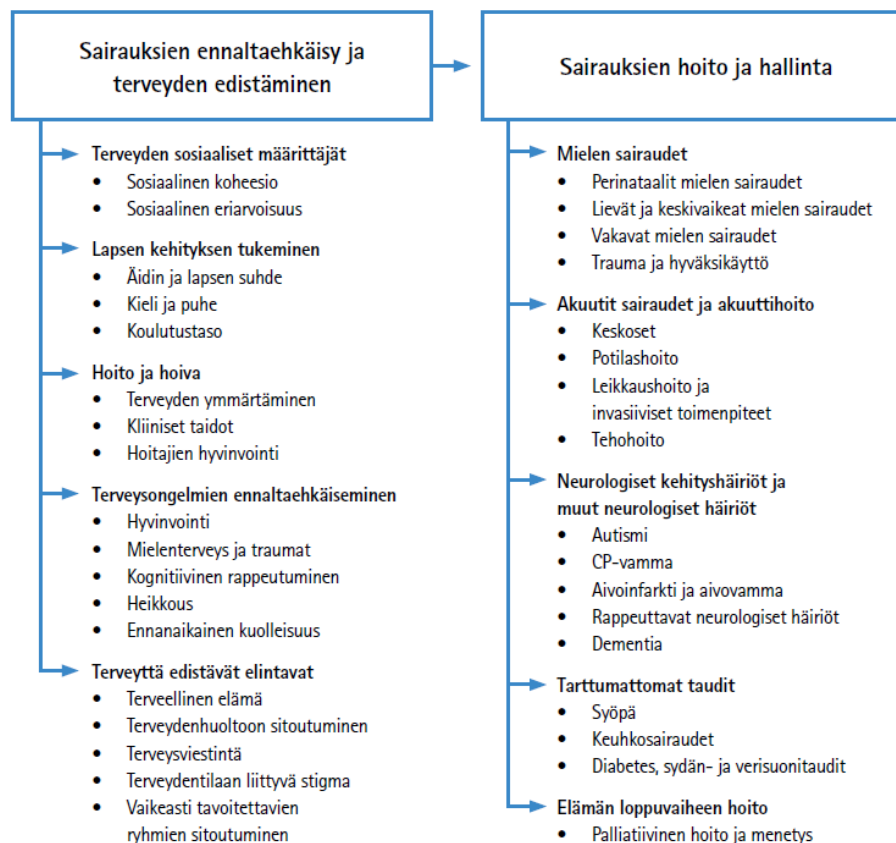 Sairauksien ennaltaehkäisy ja
terveyden edistäminen
Terveyden sosiaaliset määrittäjät
• Sosiaalinen koheesio
• Sosiaalinen eriarvoisuus
Lapsen kehityksen tukeminen
• Äidin ja lapsen suhde
• Kieli ja puhe
• Koulutustaso
Hoito ja hoiva
• Terveyden ymmärtäminen
• Kliiniset taidot
• Hoitajien hyvinvointi
Terveysongelmien ennaltaehkäiseminen
• Hyvinvointi
• Mielenterveys ja traumat
• Kognitiivinen rappeutuminen
• Heikkous
• Ennanaikainen kuolleisuus
Terveyttä edistävät elintavat
• Terveellinen elämä
• Terveydenhuoltoon sitoutuminen
• Terveysviestintä
• Terveydentilaan liittyvä stigma
• Vaikeasti tavoitettavien
ryhmien sitoutuminen
Sairauksien hoito ja hallinta
Mielen sairaudet
• Perinataalit mielen sairaudet
• Lievät ja keskivaikeat mielen sairaudet
• Vakavat mielen sairaudet
• Trauma ja hyväksikäyttö
Akuutit sairaudet ja akuuttihoito
• Keskoset
• Potilashoito
• Leikkaushoito ja
invasiiviset toimenpiteet
• Tehohoito
Neurologiset kehityshäiriöt ja
muut neurologiset häiriöt
• Autismi
• CP-vamma
• Aivoinfarkti ja aivovamma
• Rappeuttavat neurologiset häiriöt
• Dementia
Tarttumattomat taudit
• Syöpä
• Keuhkosairaudet
• Diabetes, sydän- ja verisuonitaudit
Elämän loppuvaiheen hoito
• Palliatiivinen hoito ja menetys